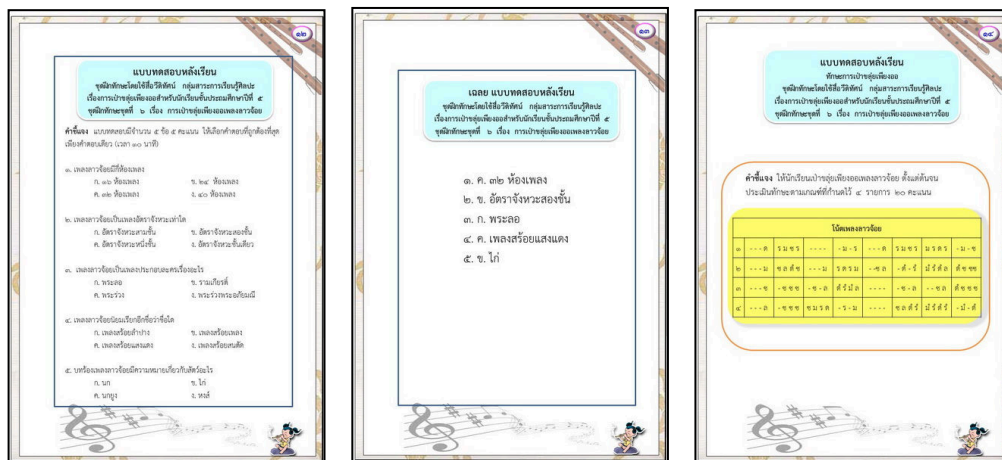 ๑๒
แบบทดสอบหลังเรียน
ชุดฝึกทักษะโดยใช้สื่อวีดิทัศน์ กลุ่มสาระการเรียนรู้ศิลปะ
เรื่องการเป่าขลุ่ยเพียงออสำหรับนักเรียนชั้นประถมศึกษาปีที่ ๕
ชุดฝึกทักษะชุดที่ ๖ เรื่อง การเป่าขลุ่ยเพียงออเพลงลาวจ้อย
คำชี้แจง แบบทดสอบมีจำนวน ๕ ข้อ ๕ คะแนน ให้เลือกคำตอบที่ถูกต้องที่สุด
เพียงคำตอบเดียว (เวลา ๑๐ นาที)
๑. เพลงลาวจ้อยมีกี่ห้องเพลง
ก. ๑๖ ห้องเพลง ข. ๒๔ ห้องเพลง
ค. ๓๒ ห้องเพลง ง. ๔๐ ห้องเพลง
๒. เพลงลาวจ้อยเป็นเพลงอัตราจังหวะเท่าใด
ก. อัตราจังหวะสามชั้น ข. อัตราจังหวะสองชั้น
ค. อัตราจังหวะหนึ่งชั้น ง. อัตราจังหวะชั้นเดียว
๓. เพลงลาวจ้อยเป็นเพลงประกอบละครเรื่องอะไร
ก. พระลอ ข. รามเกียรติ์
ค. พระร่วง ง. พระร่วงพระอภัยมณี
๔. เพลงลาวจ้อยนิยมเรียกอีกชื่อว่าชื่อใด
ก. เพลงสร้อยลำปาง ข. เพลงสร้อยเพลง
ค. เพลงสร้อยแสงแดง ง. เพลงสร้อยสนตัด
๕. บทร้องเพลงลาวจ้อยมีความหมายเกี่ยวกับสัตว์อะไร
ก. นก ข. ไก่
ค. นกยูง ง. หงส์
๑๓
เฉลย แบบทดสอบหลังเรียน
ชุดฝึกทักษะโดยใช้สื่อวีดิทัศน์ กลุ่มสาระการเรียนรู้ศิลปะ
เรื่องการเป่าขลุ่ยเพียงออสำหรับนักเรียนชั้นประถมศึกษาปีที่ ๕
ชุดฝึกทักษะชุดที่ ๖ เรื่อง การเป่าขลุ่ยเพียงออเพลงลาวจ้อย
๑. ค. ๓๒ ห้องเพลง
๒. ข. อัตราจังหวะสองชั้น
๓. ก. พระลอ
๔. ค. เพลงสร้อยแสงแดง
๕. ข. ไก่
๑๔
แบบทดสอบหลังเรียน
ทักษะการเป่าขลุ่ยเพียงออ
ชุดฝึกทักษะโดยใช้สื่อวีดิทัศน์ กลุ่มสาระการเรียนรู้ศิลปะ
เรื่องการเป่าขลุ่ยเพียงออสำหรับนักเรียนชั้นประถมศึกษาปีที่ ๕
ชุดฝึกทักษะชุดที่ ๖ เรื่อง การเป่าขลุ่ยเพียงออเพลงลาวจ้อย
คำชี้แจง ให้นักเรียนเป่าขลุ่ยเพียงออเพลงลาวจ้อย ตั้งแต่ต้นจน
ประเมินทักษะตามเกณฑ์ที่กำหนดไว้ ๔ รายการ ๒๐ คะแนน
โน้ตเพลงลาวจ้อย